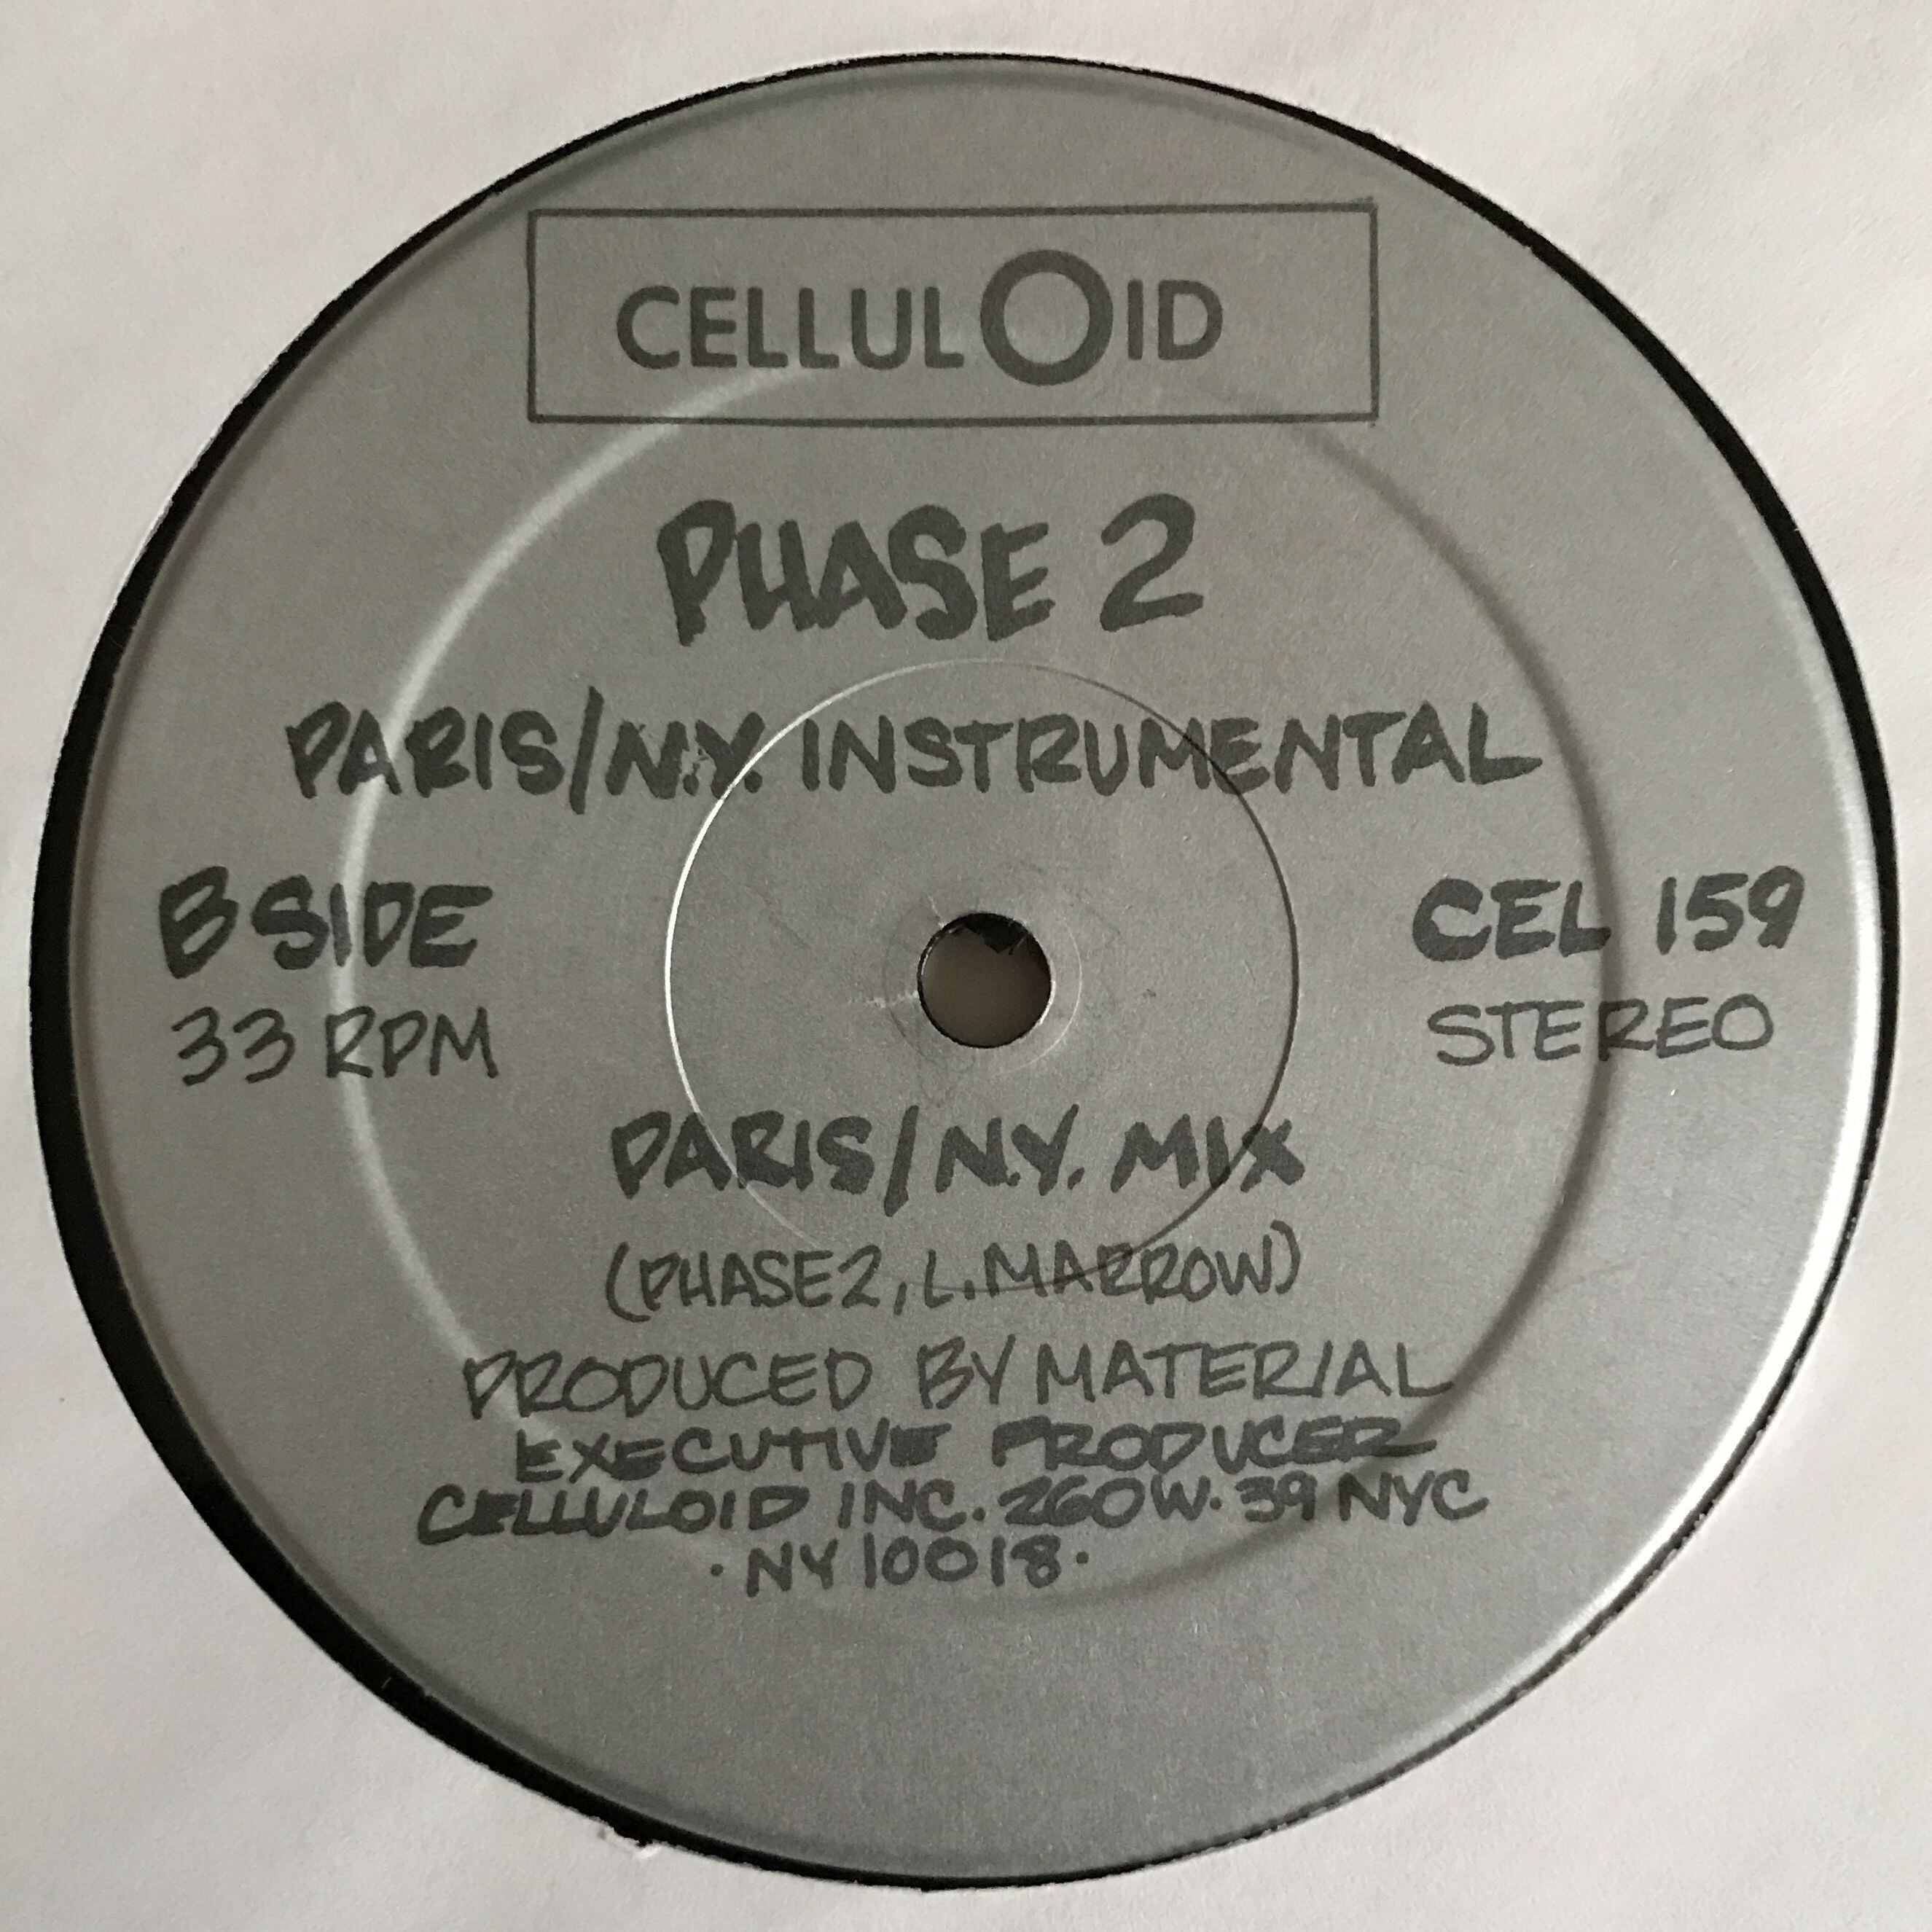 CELLULOID
PHASE 2
PARIS/N.Y. INSTRUMENTAL
B SIDE
CEL 159
33 RPM
STEREO
PARIS/N.Y. MIX
(PHASE2, L. MARROW)
PRODUCED BY MATERIAL
EXECUTIVE PRODUCER
CELLULOID INC. 260 W. 39 NYC
· NY 10018 ·